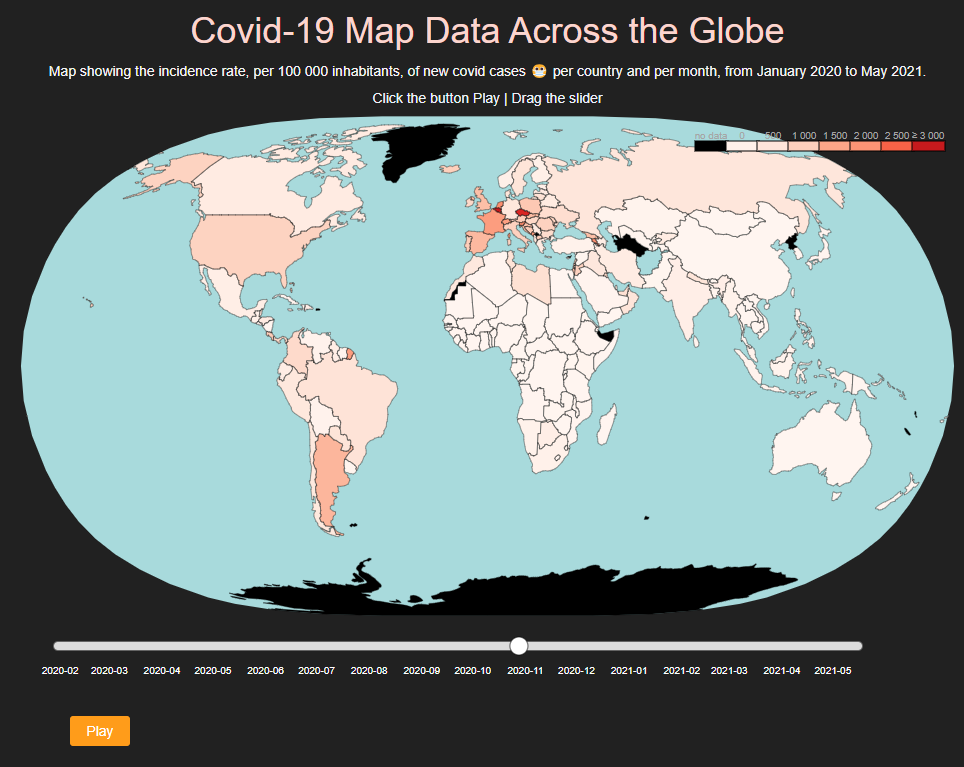 Covid-19 Map Data Across the Globe
Map showing the incidence rate, per 100 000 inhabitants, of new covid cases 😷 per country and per month, from January 2020 to May 2021.
Click the button Play | Drag the slider
no data 0 500 1 000 1 500 2 000 2 500 ≥ 3 000
2020-02 2020-03 2020-04 2020-05 2020-06 2020-07 2020-08 2020-09 2020-10 2020-11 2020-12 2021-01 2021-02 2021-03 2021-04 2021-05
Play